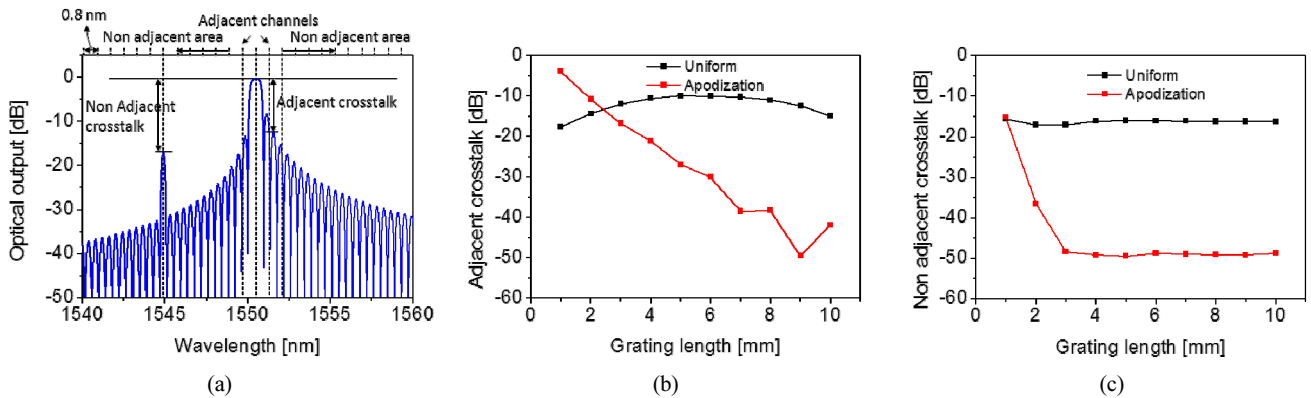 0.8 nm
Adjacent channels
Non adjacent area
Non adjacent area
0
-10
-20
-30
-40
-50
Optical output [dB]
Non Adjacent
crosstalk
Adjacent crosstalk
1540
1545
1550
1555
1560
Wavelength [nm]
(a)
0
-10
-20
-30
-40
-50
-60
Adjacent crosstalk [dB]
Uniform
Apodization
0
2
4
6
8
10
Grating length [mm]
(b)
0
-10
-20
-30
-40
-50
-60
Non adjacent crosstalk [dB]
Uniform
Apodization
0
2
4
6
8
10
Grating length [mm]
(c)